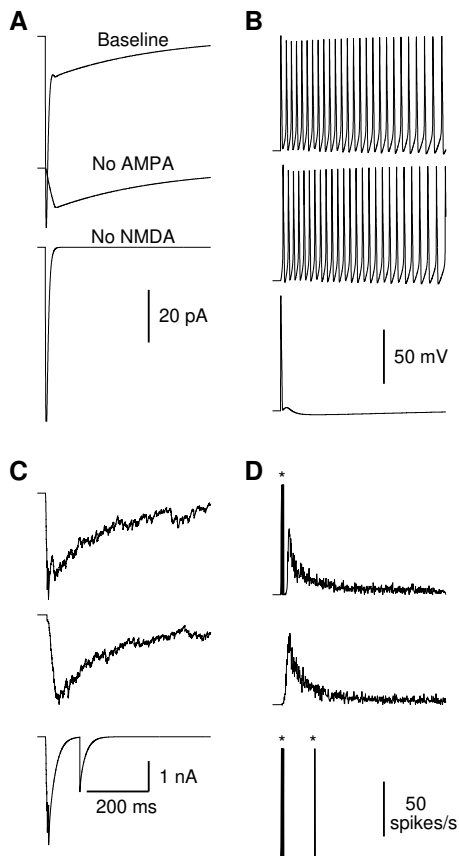 A
B
Baseline
No AMPA
No NMDA
20 pA
50 mV
C
D
*
* *
1 nA
200 ms
50
spikes/s